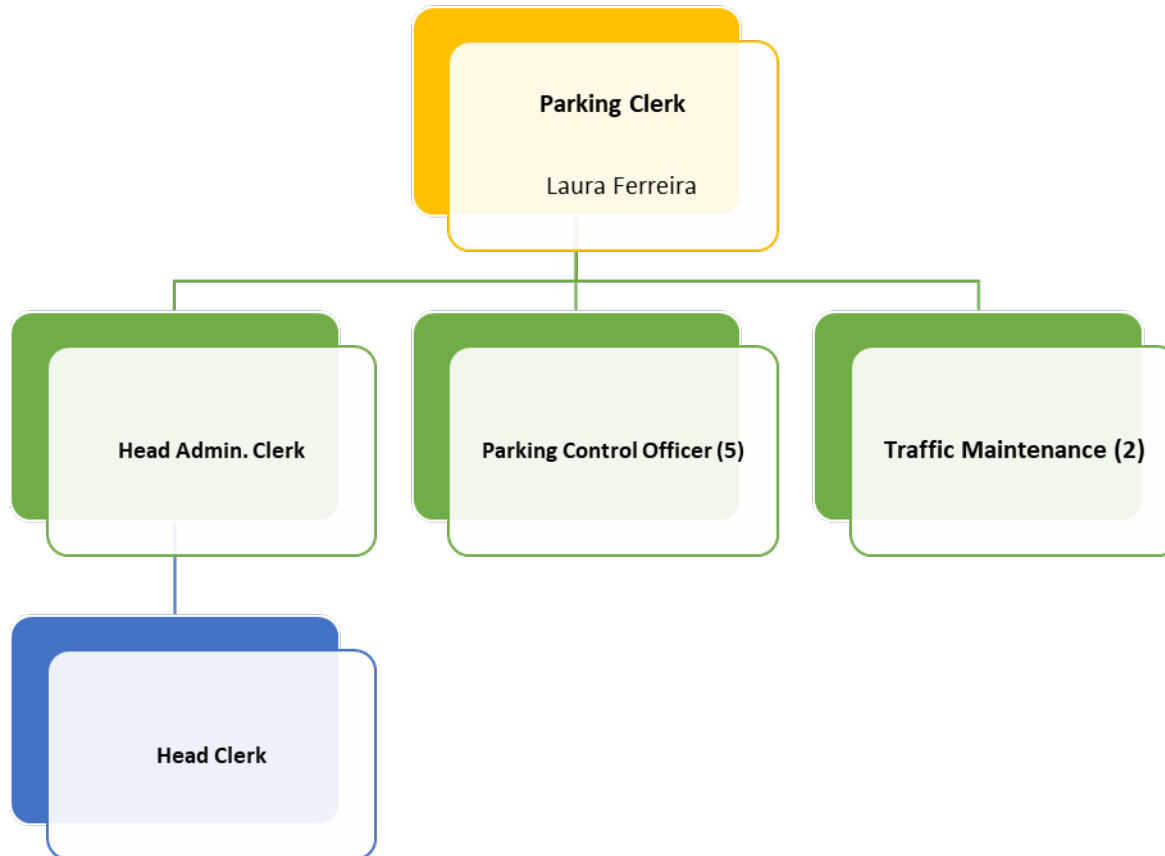 Parking Clerk
Laura Ferreira
Head Admin. Clerk
Parking Control Officer (5)
Traffic Maintenance (2)
Head Clerk